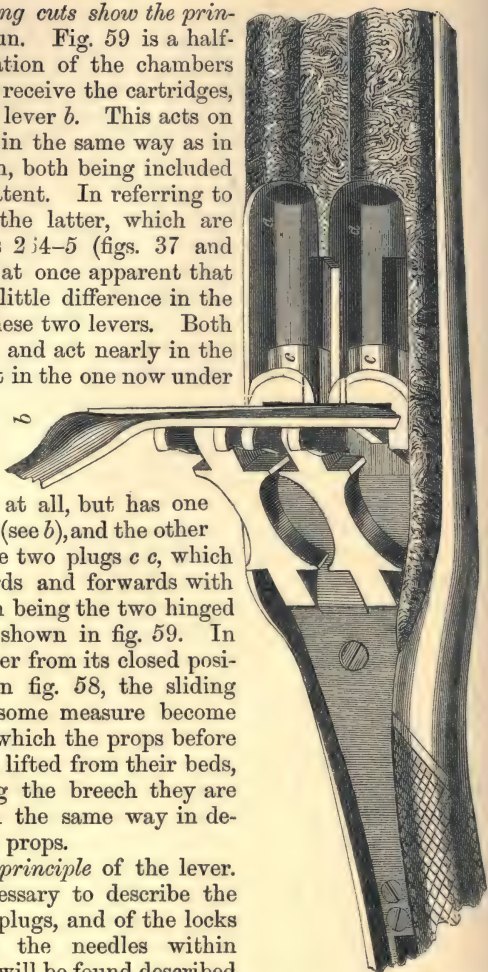 ng cuts show the prin-
un. Fig. 59 is a half-
ation of the chambers
receive the cartridges,
lever b. This acts on
in the same way as in
n, both being included
tent. In referring to
the latter, which are
s 254-5 (figs. 37 and
at once apparent that
little difference in the
hese two levers. Both
and act nearly in the
t in the one now under
b
a
a
c
c
at all, but has one
(see b), and the other
e two plugs c c, which
rds and forwards with
n being the two hinged
shown in fig. 59. In
er from its closed posi-
n fig. 58, the sliding
some measure become
which the props before
lifted from their beds,
g the breech they are
the same way in de-
props.
principle of the lever.
essary to describe the
plugs, and of the locks
the needles within
will be found described